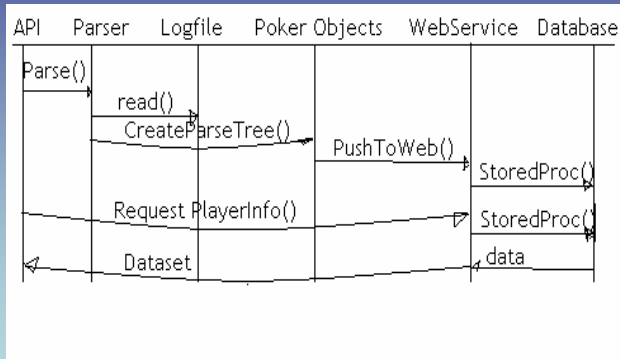 API Parser Logfile Poker Objects WebService Database
Parse()
read()
CreateParseTree()
PushToWeb()
StoredProc()
Request PlayerInfo()
StoredProc()
Dataset
data